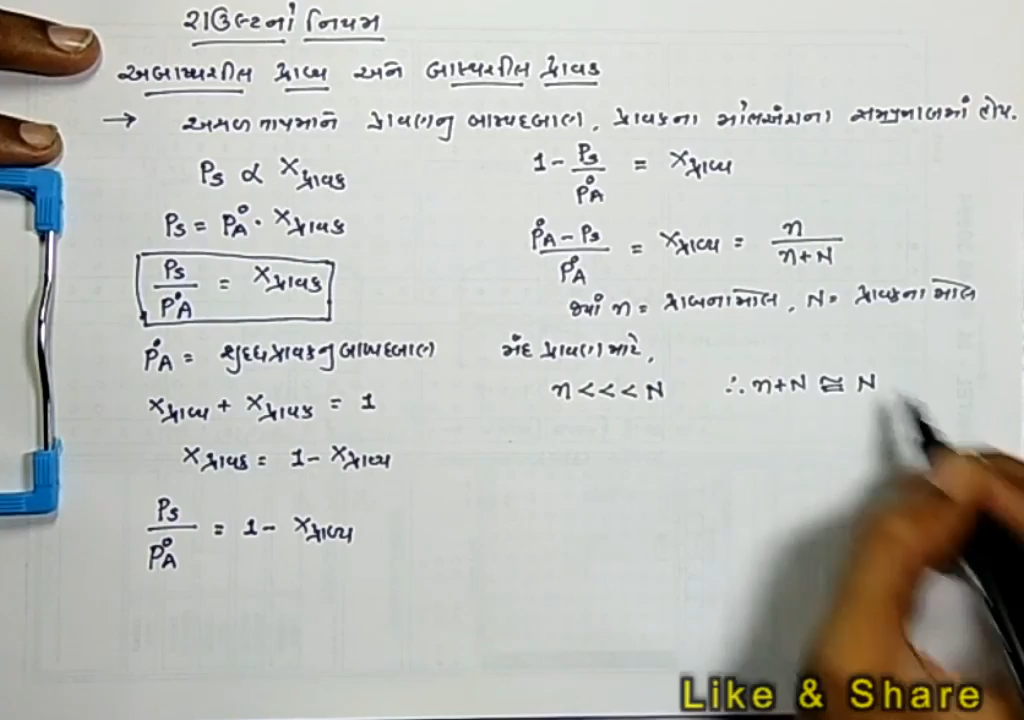 રાઉલ્ટનાં નિયમ
અબાષ્પશીલ દ્રાવ્ય અને બાષ્પશીલ દ્રાવક
→ અચળ તાપમાને દ્રાવણનુ બાષ્પદબાણ, દ્રાવકના મોલઅંશના સમપ્રમાણમાં હોય.
Ps ∝ X દ્રાવક
Ps = P°A · X દ્રાવક
Ps / P°A = X દ્રાવક
P°A = શુદ્ધ દ્રાવકનુ બાષ્પદબાણ
X દ્રાવ્ય + X દ્રાવક = 1
X દ્રાવક = 1 - X દ્રાવ્ય
Ps / P°A = 1 - X દ્રાવ્ય
1 - Ps / P°A = X દ્રાવ્ય
P°A - Ps / P°A = X દ્રાવ્ય = n / n+N
જ્યાં n = દ્રાવ્યના મોલ, N = દ્રાવકના મોલ
મંદ દ્રાવણ માટે,
n <<< N ∴ n+N ≅ N
Like & Share